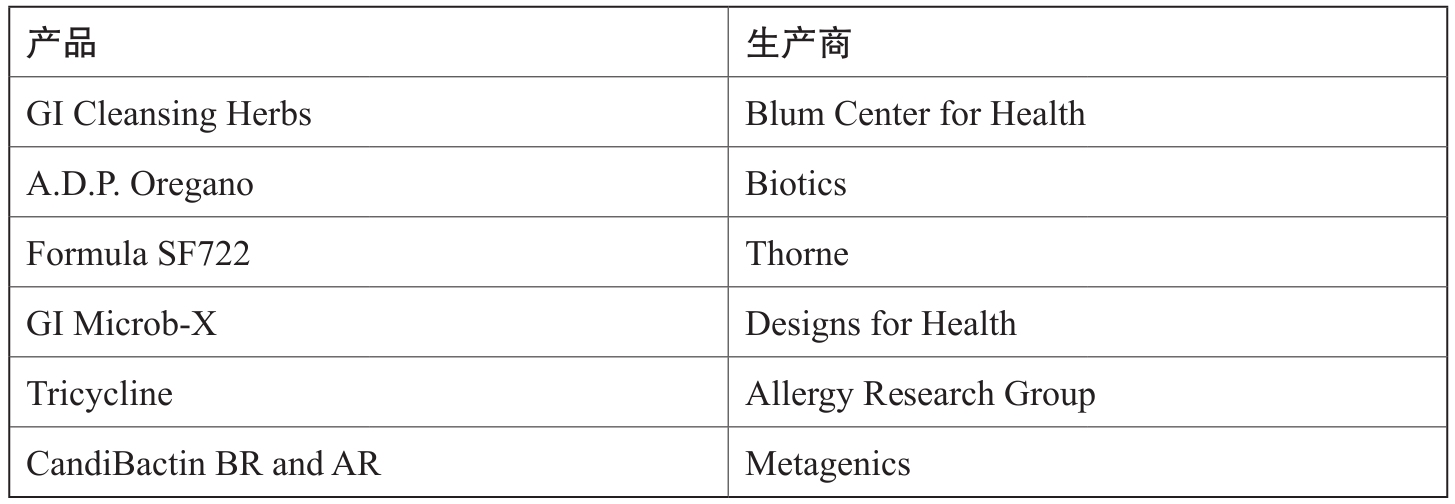 产品 生产商
GI Cleansing Herbs Blum Center for Health
A.D.P. Oregano Biotics
Formula SF722 Thorne
GI Microb-X Designs for Health
Tricycline Allergy Research Group
CandiBactin BR and AR Metagenics